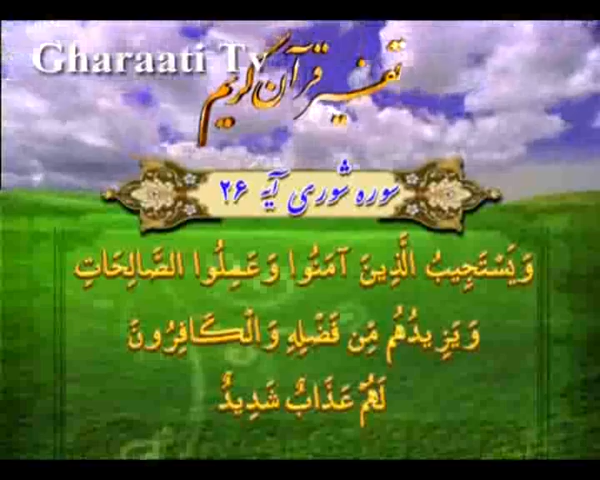 Gharaati Tv
تفسیر قرآن کریم
سوره شوری آیه ۲۶
وَيَسْتَجِيبُ الَّذِينَ آمَنُوا وَعَمِلُوا الصَّالِحَاتِ
وَيَزِيدُهُم مِّن فَضْلِهِ وَالْكَافِرُونَ
لَهُمْ عَذَابٌ شَدِيدٌ